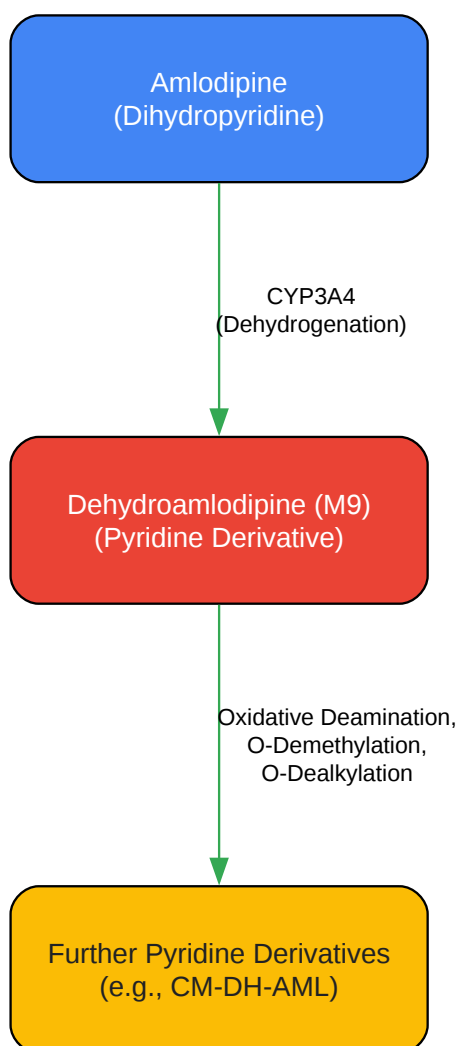 Amlodipine
(Dihydropyridine)
CYP3A4
(Dehydrogenation)
Dehydroamlodipine (M9)
(Pyridine Derivative)
Oxidative Deamination,
O-Demethylation,
O-Dealkylation
Further Pyridine Derivatives
(e.g., CM-DH-AML)